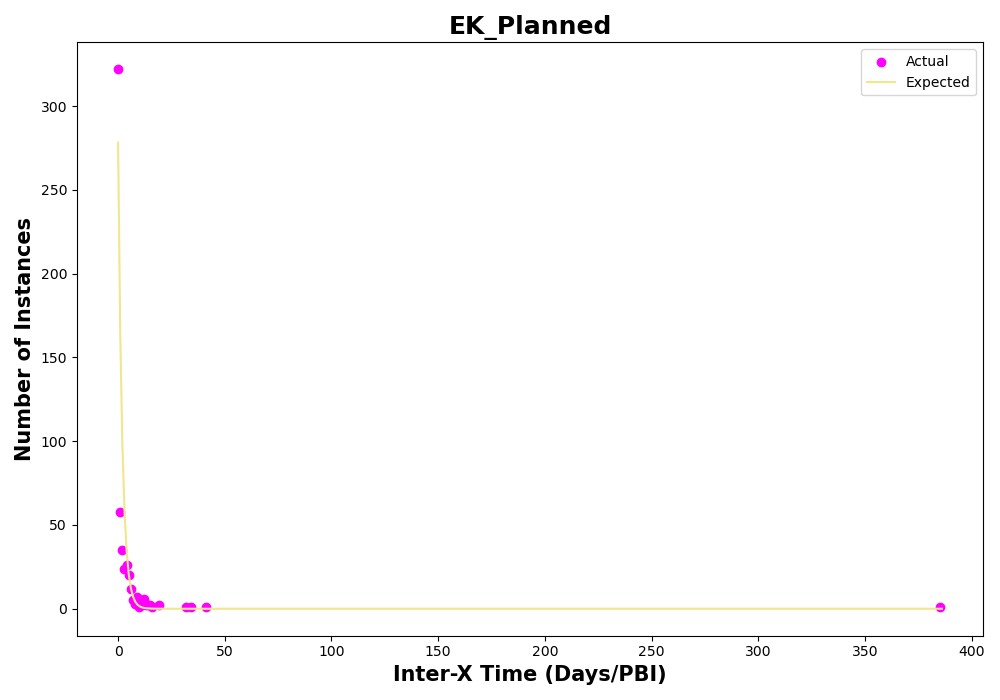 EK_Planned
Actual
Expected
Number of Instances
300
250
200
150
100
50
0
0 50 100 150 200 250 300 350 400
Inter-X Time (Days/PBI)